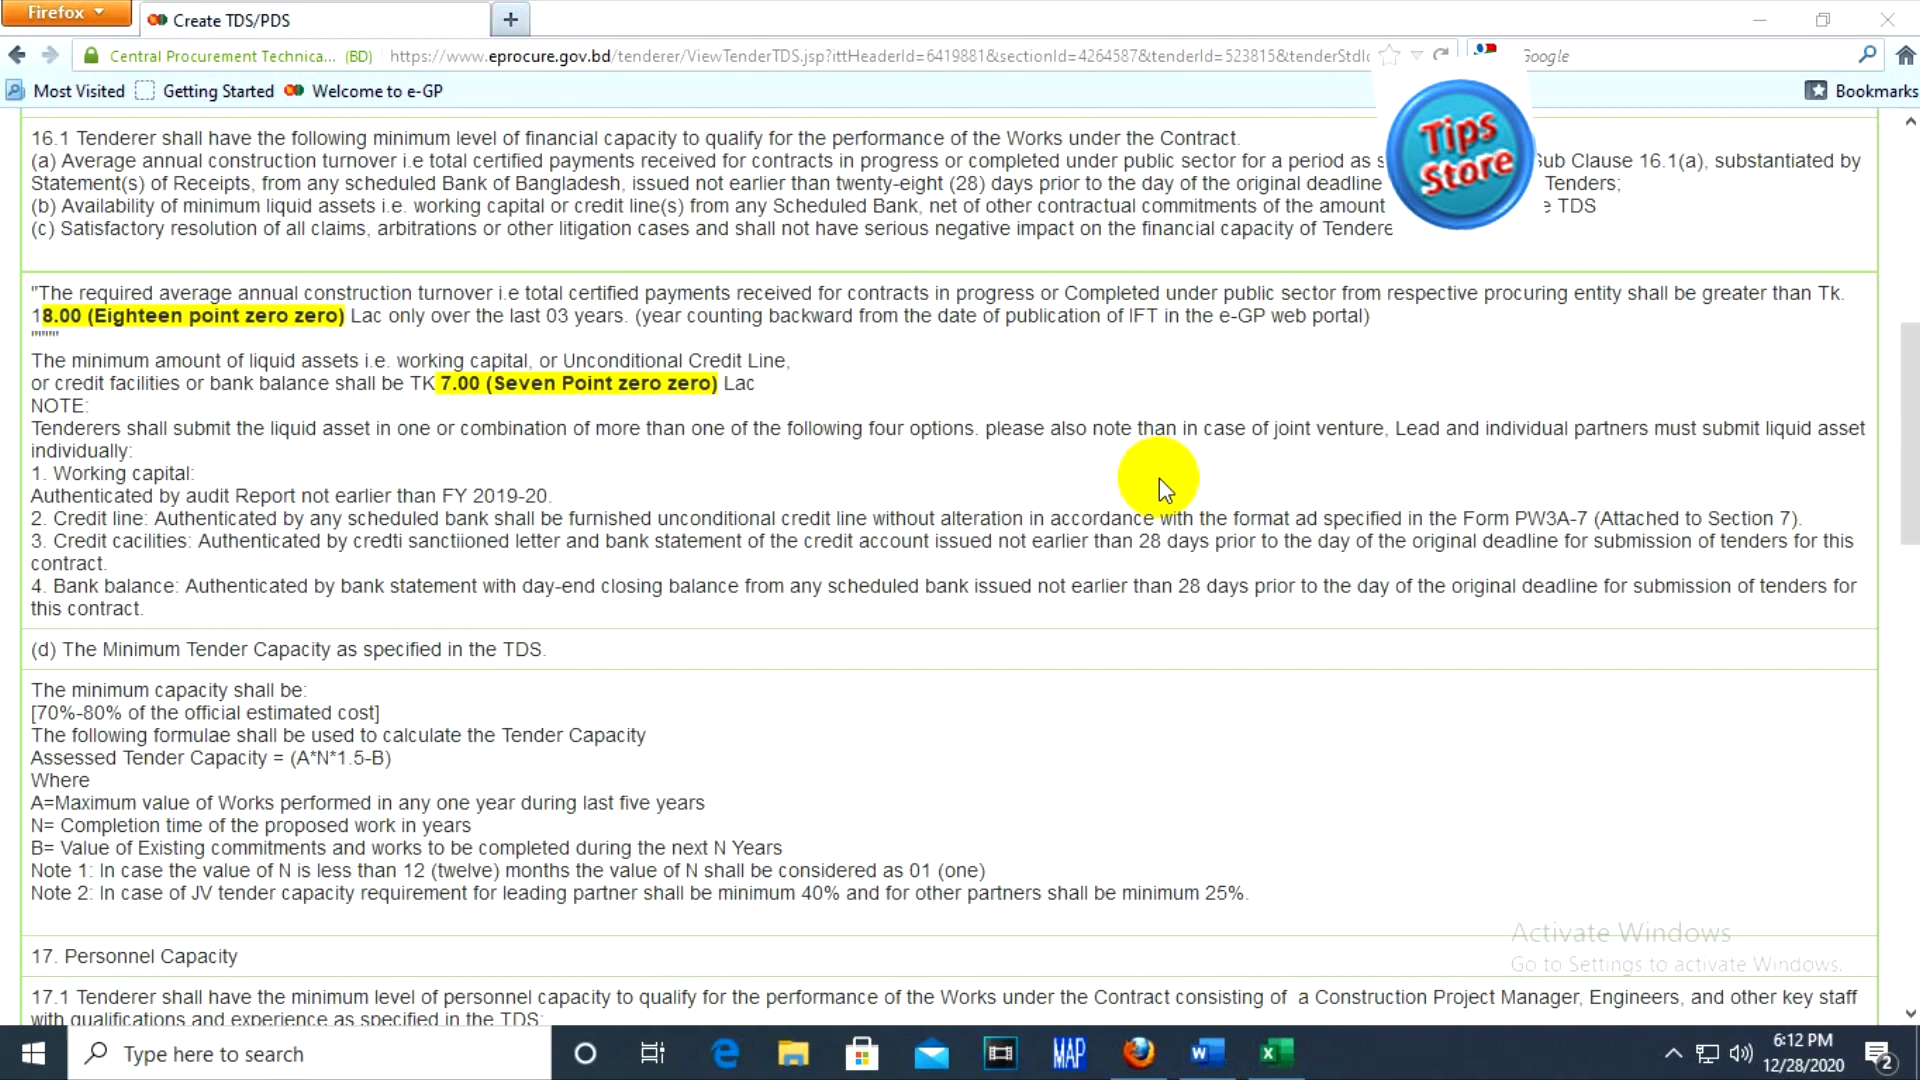 Firefox
Create TDS/PDS
Central Procurement Technica... (BD)
https://www.eprocure.gov.bd/tenderer/ViewTenderTDS.jsp?ittHeaderId=6419881&sectionId=4264587&tenderId=523815&tenderStdIc
Google
Most Visited Getting Started Welcome to e-GP
Bookmarks
Tips
Store
16.1 Tenderer shall have the following minimum level of financial capacity to qualify for the performance of the Works under the Contract.
(a) Average annual construction turnover i.e total certified payments received for contracts in progress or completed under public sector for a period as s Sub Clause 16.1(a), substantiated by
Statement(s) of Receipts, from any scheduled Bank of Bangladesh, issued not earlier than twenty-eight (28) days prior to the day of the original deadline Tenders;
(b) Availability of minimum liquid assets i.e. working capital or credit line(s) from any Scheduled Bank, net of other contractual commitments of the amount e TDS
(c) Satisfactory resolution of all claims, arbitrations or other litigation cases and shall not have serious negative impact on the financial capacity of Tendere
"The required average annual construction turnover i.e total certified payments received for contracts in progress or Completed under public sector from respective procuring entity shall be greater than Tk.
18.00 (Eighteen point zero zero) Lac only over the last 03 years. (year counting backward from the date of publication of IFT in the e-GP web portal)
"""""
The minimum amount of liquid assets i.e. working capital, or Unconditional Credit Line,
or credit facilities or bank balance shall be TK 7.00 (Seven Point zero zero) Lac
NOTE:
Tenderers shall submit the liquid asset in one or combination of more than one of the following four options. please also note than in case of joint venture, Lead and individual partners must submit liquid asset
individually:
1. Working capital:
Authenticated by audit Report not earlier than FY 2019-20.
2. Credit line: Authenticated by any scheduled bank shall be furnished unconditional credit line without alteration in accordance with the format ad specified in the Form PW3A-7 (Attached to Section 7).
3. Credit cacilities: Authenticated by credti sanctiioned letter and bank statement of the credit account issued not earlier than 28 days prior to the day of the original deadline for submission of tenders for this
contract.
4. Bank balance: Authenticated by bank statement with day-end closing balance from any scheduled bank issued not earlier than 28 days prior to the day of the original deadline for submission of tenders for
this contract.
(d) The Minimum Tender Capacity as specified in the TDS.
The minimum capacity shall be:
[70%-80% of the official estimated cost]
The following formulae shall be used to calculate the Tender Capacity
Assessed Tender Capacity = (A*N*1.5-B)
Where
A=Maximum value of Works performed in any one year during last five years
N= Completion time of the proposed work in years
B= Value of Existing commitments and works to be completed during the next N Years
Note 1: In case the value of N is less than 12 (twelve) months the value of N shall be considered as 01 (one)
Note 2: In case of JV tender capacity requirement for leading partner shall be minimum 40% and for other partners shall be minimum 25%.
Activate Windows
Go to Settings to activate Windows.
17. Personnel Capacity
17.1 Tenderer shall have the minimum level of personnel capacity to qualify for the performance of the Works under the Contract consisting of a Construction Project Manager, Engineers, and other key staff
with qualifications and experience as specified in the TDS:
Type here to search
MAP
6:12 PM
12/28/2020
2